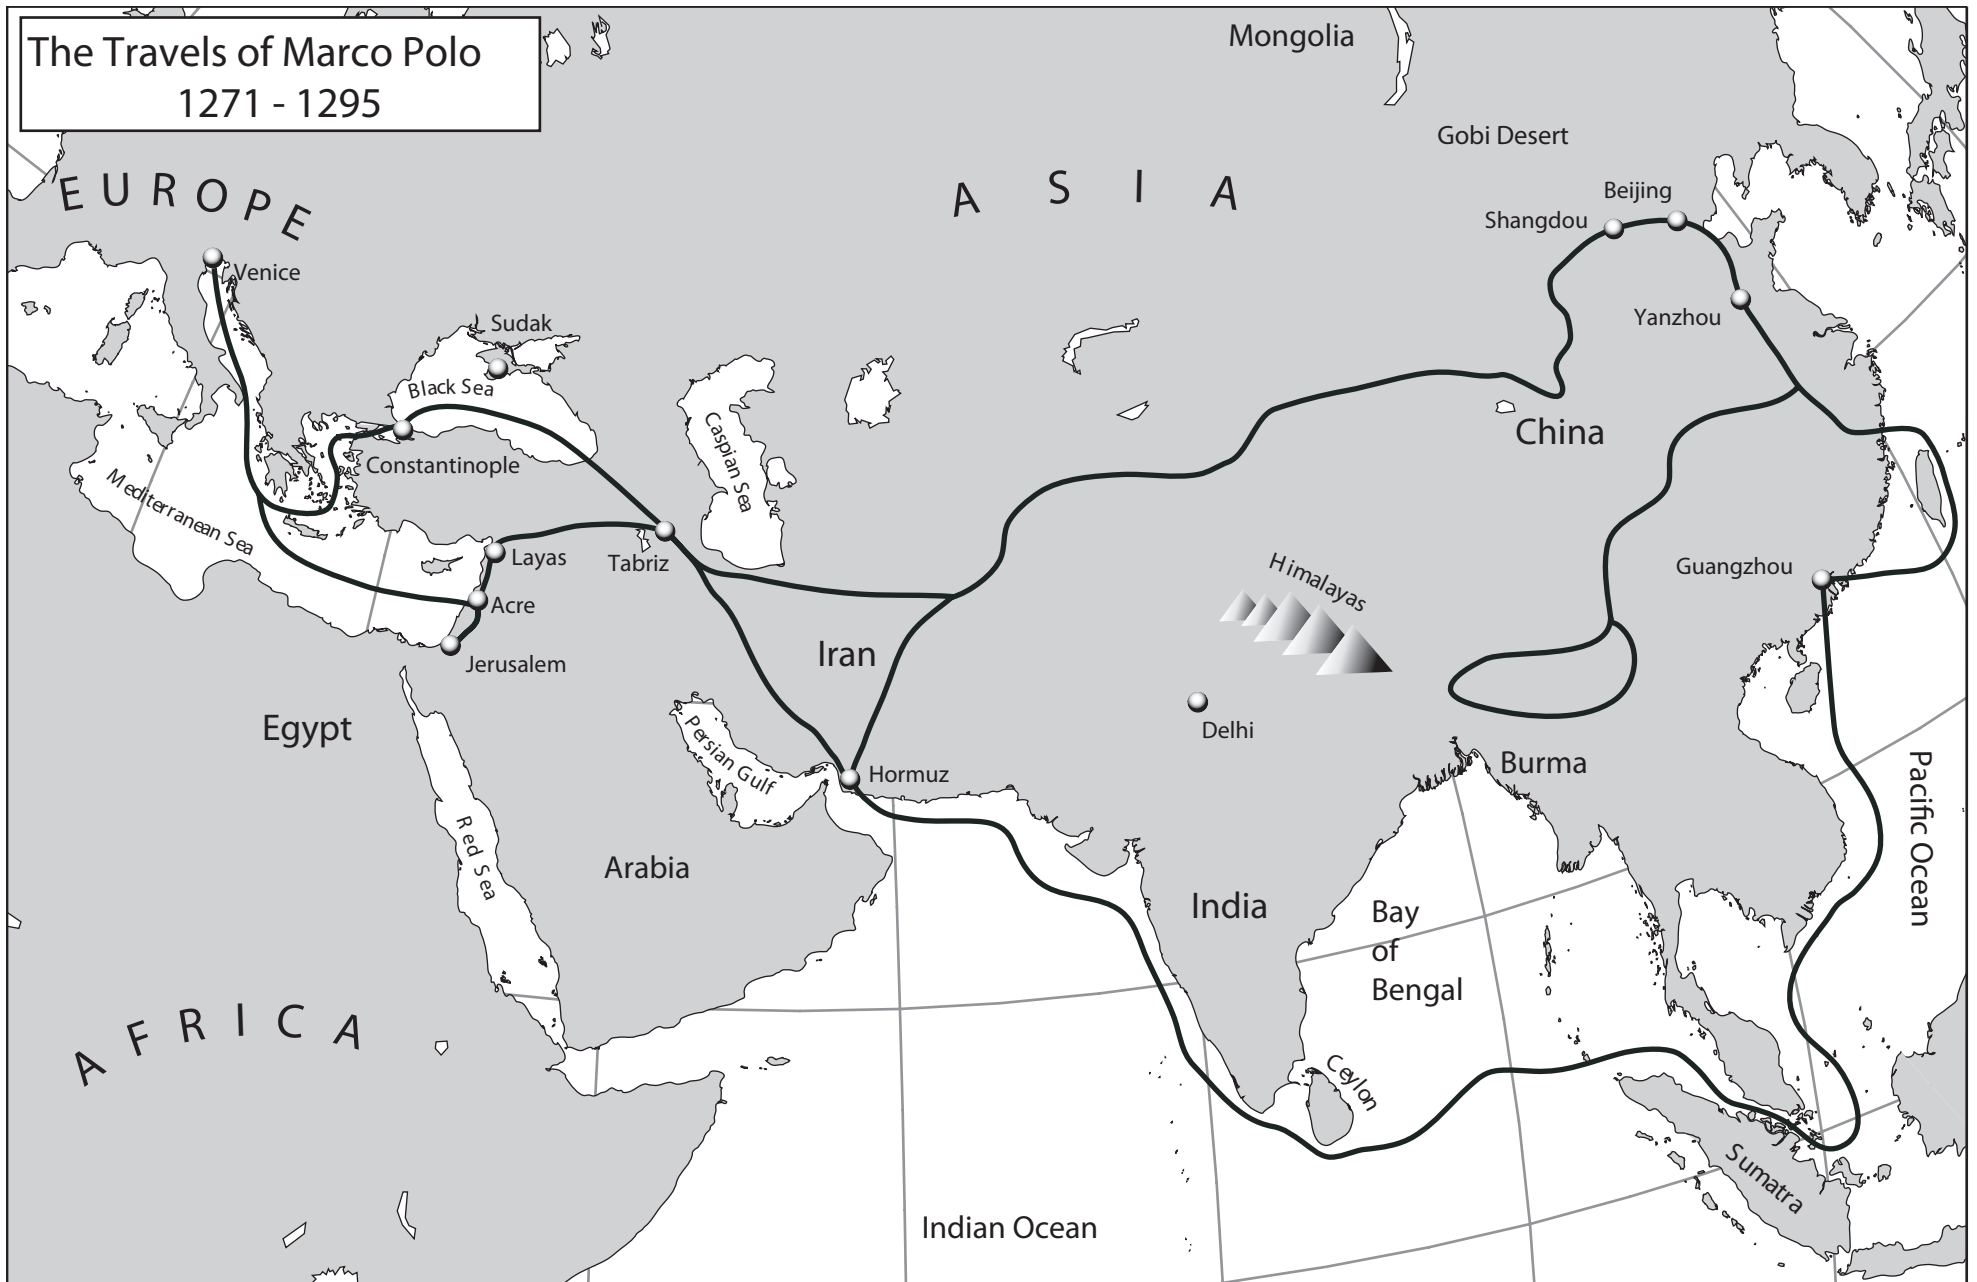 The Travels of Marco Polo
1271 - 1295
Mongolia
Gobi Desert
EUROPE
ASIA
Beijing
Shangdou
Venice
Yanzhou
Sudak
Black Sea
Caspian Sea
China
Constantinople
Mediterranean Sea
Layas
Tabriz
Himalayas
Guangzhou
Acre
Iran
Jerusalem
Egypt
Delhi
Persian Gulf
Hormuz
Burma
Pacific Ocean
Red Sea
Arabia
India
Bay
of
Bengal
AFRICA
Ceylon
Sumatra
Indian Ocean